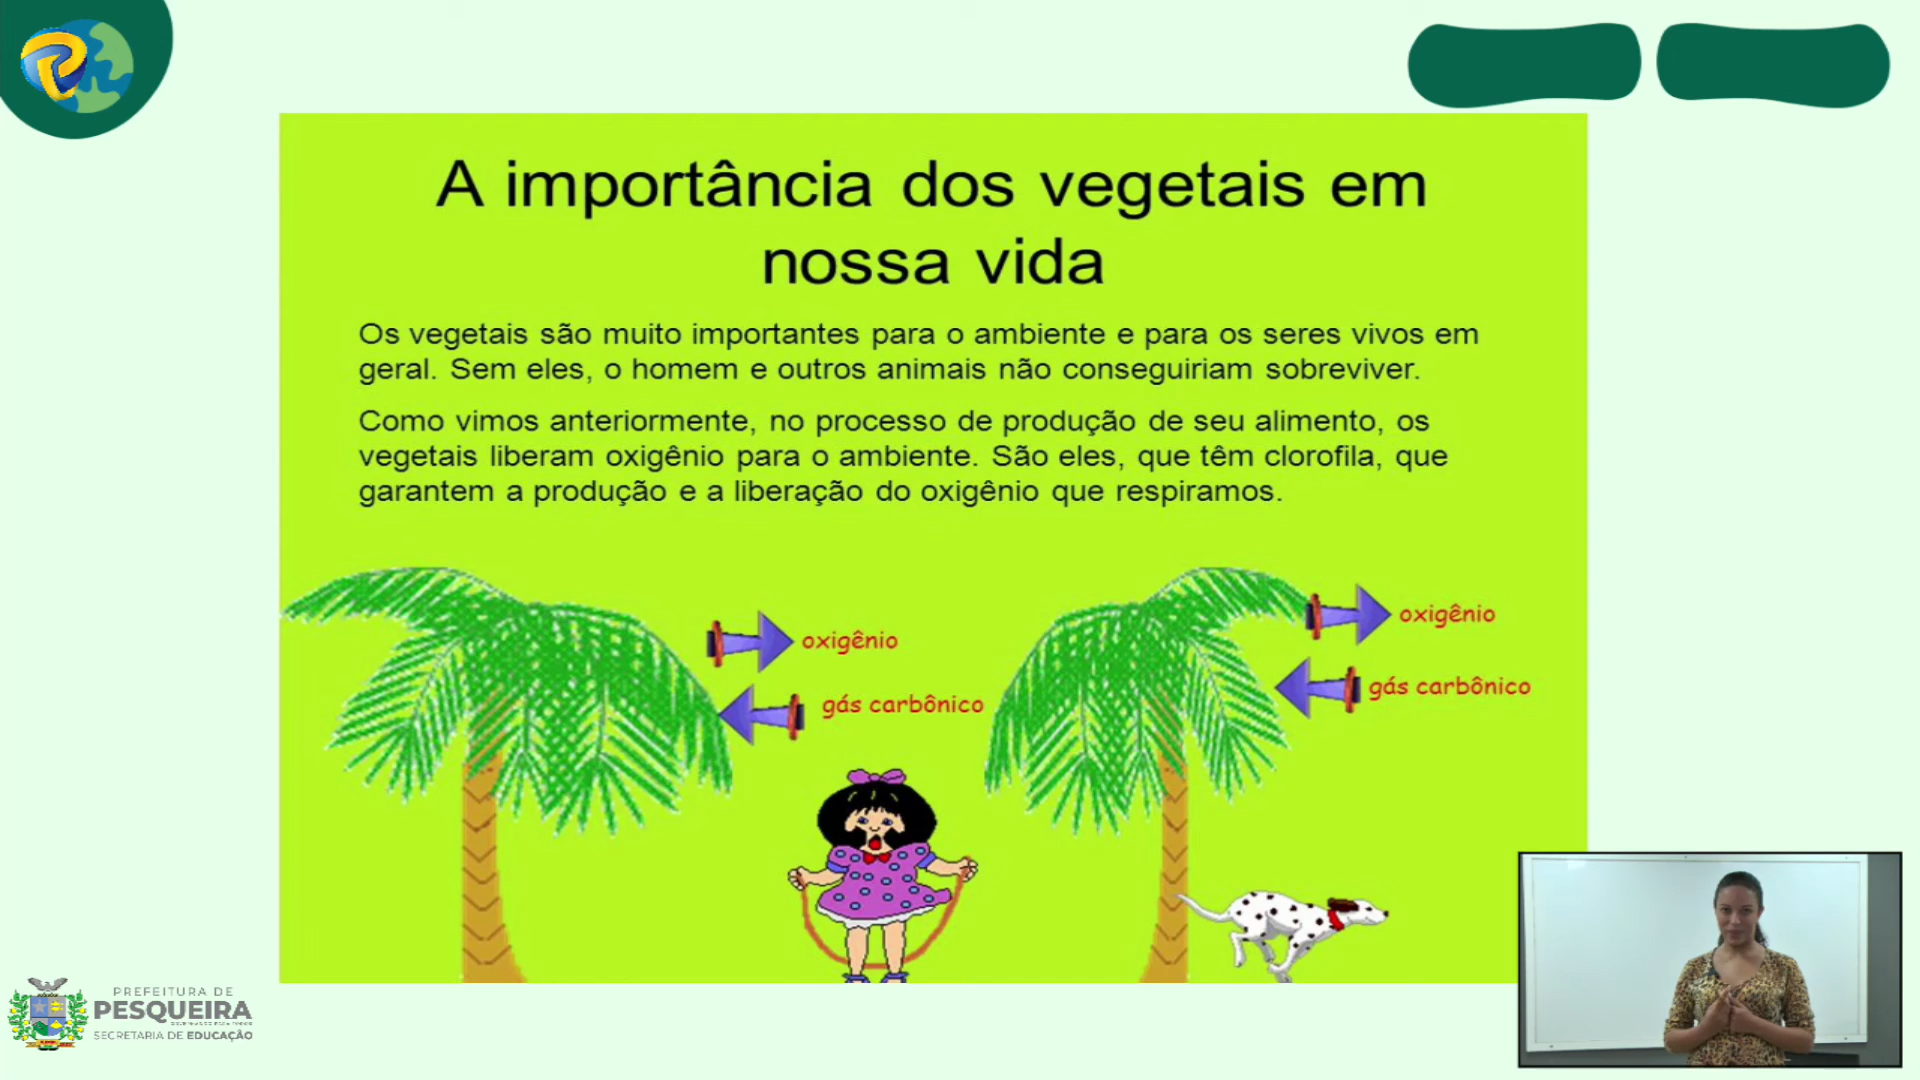 A importância dos vegetais em
nossa vida
Os vegetais são muito importantes para o ambiente e para os seres vivos em
geral. Sem eles, o homem e outros animais não conseguiriam sobreviver.
Como vimos anteriormente, no processo de produção de seu alimento, os
vegetais liberam oxigênio para o ambiente. São eles, que têm clorofila, que
garantem a produção e a liberação do oxigênio que respiramos.
oxigênio
gás carbônico
oxigênio
gás carbônico
PREFEITURA DE
PESQUEIRA
SECRETARIA DE EDUCAÇÃO